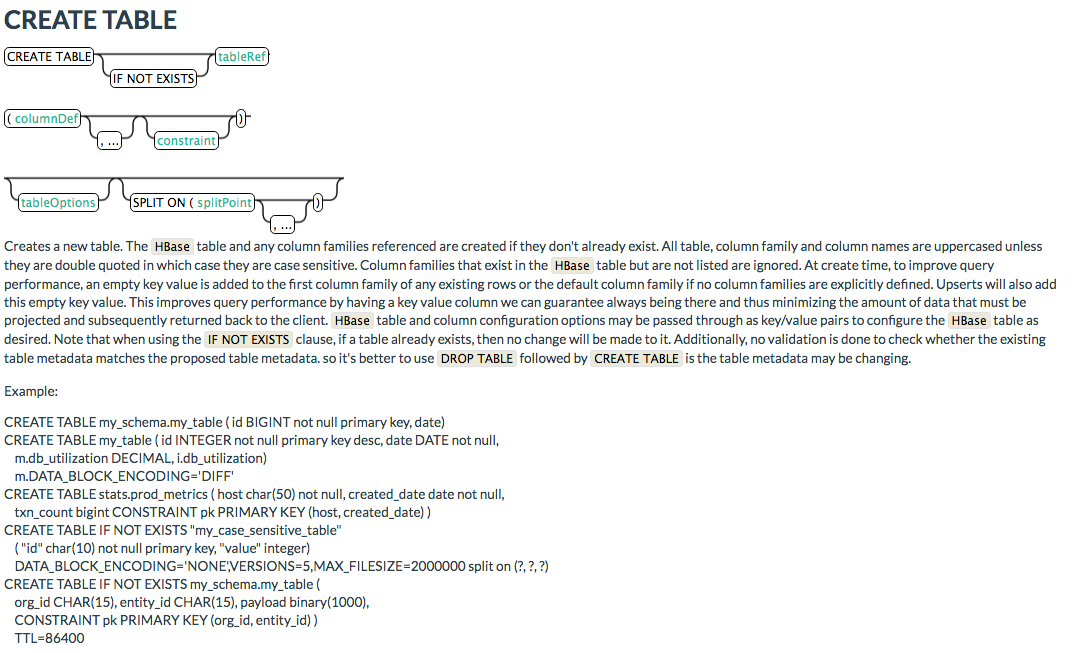 CREATE TABLE
CREATE TABLE tableRef
IF NOT EXISTS
( columnDef )
, ... constraint
tableOptions SPLIT ON ( splitPoint )
, ...
Creates a new table. The HBase table and any column families referenced are created if they don't already exist. All table, column family and column names are uppercased unless
they are double quoted in which case they are case sensitive. Column families that exist in the HBase table but are not listed are ignored. At create time, to improve query
performance, an empty key value is added to the first column family of any existing rows or the default column family if no column families are explicitly defined. Upserts will also add
this empty key value. This improves query performance by having a key value column we can guarantee always being there and thus minimizing the amount of data that must be
projected and subsequently returned back to the client. HBase table and column configuration options may be passed through as key/value pairs to configure the HBase table as
desired. Note that when using the IF NOT EXISTS clause, if a table already exists, then no change will be made to it. Additionally, no validation is done to check whether the existing
table metadata matches the proposed table metadata. so it's better to use DROP TABLE followed by CREATE TABLE is the table metadata may be changing.
Example:
CREATE TABLE my_schema.my_table ( id BIGINT not null primary key, date)
CREATE TABLE my_table ( id INTEGER not null primary key desc, date DATE not null,
m.db_utilization DECIMAL, i.db_utilization)
m.DATA_BLOCK_ENCODING='DIFF'
CREATE TABLE stats.prod_metrics ( host char(50) not null, created_date date not null,
txn_count bigint CONSTRAINT pk PRIMARY KEY (host, created_date) )
CREATE TABLE IF NOT EXISTS "my_case_sensitive_table"
( "id" char(10) not null primary key, "value" integer)
DATA_BLOCK_ENCODING='NONE',VERSIONS=5,MAX_FILESIZE=2000000 split on (?, ?, ?)
CREATE TABLE IF NOT EXISTS my_schema.my_table (
org_id CHAR(15), entity_id CHAR(15), payload binary(1000),
CONSTRAINT pk PRIMARY KEY (org_id, entity_id) )
TTL=86400